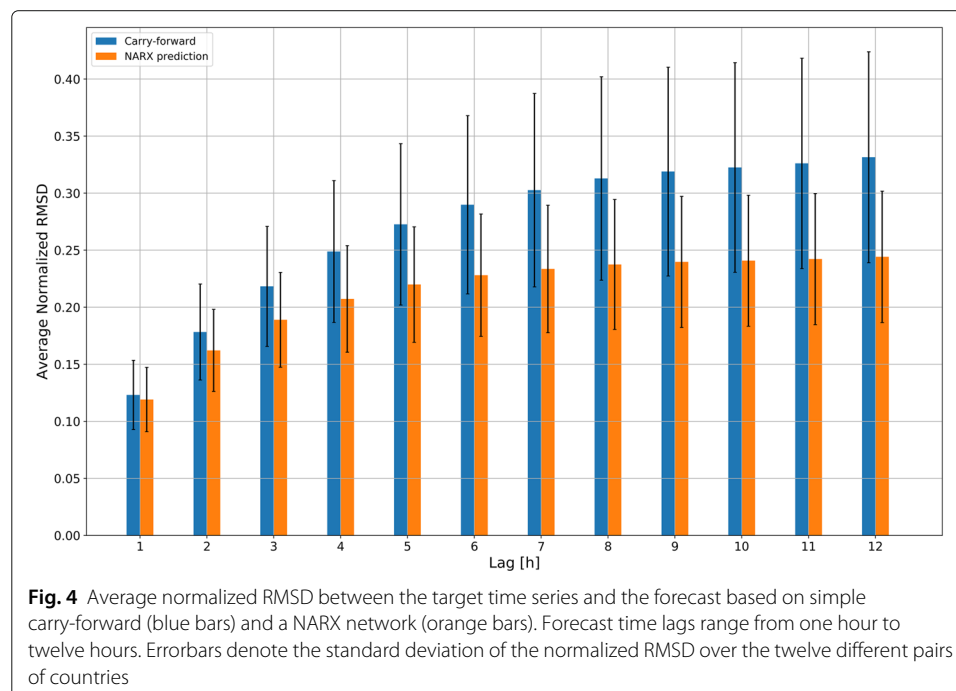 Carry-forward
NARX prediction
0.40
0.35
0.30
0.25
0.20
0.15
0.10
0.05
0.00
Average Normalized RMSD
1 2 3 4 5 6 7 8 9 10 11 12
Lag [h]
Fig. 4 Average normalized RMSD between the target time series and the forecast based on simple
carry-forward (blue bars) and a NARX network (orange bars). Forecast time lags range from one hour to
twelve hours. Errorbars denote the standard deviation of the normalized RMSD over the twelve different pairs
of countries